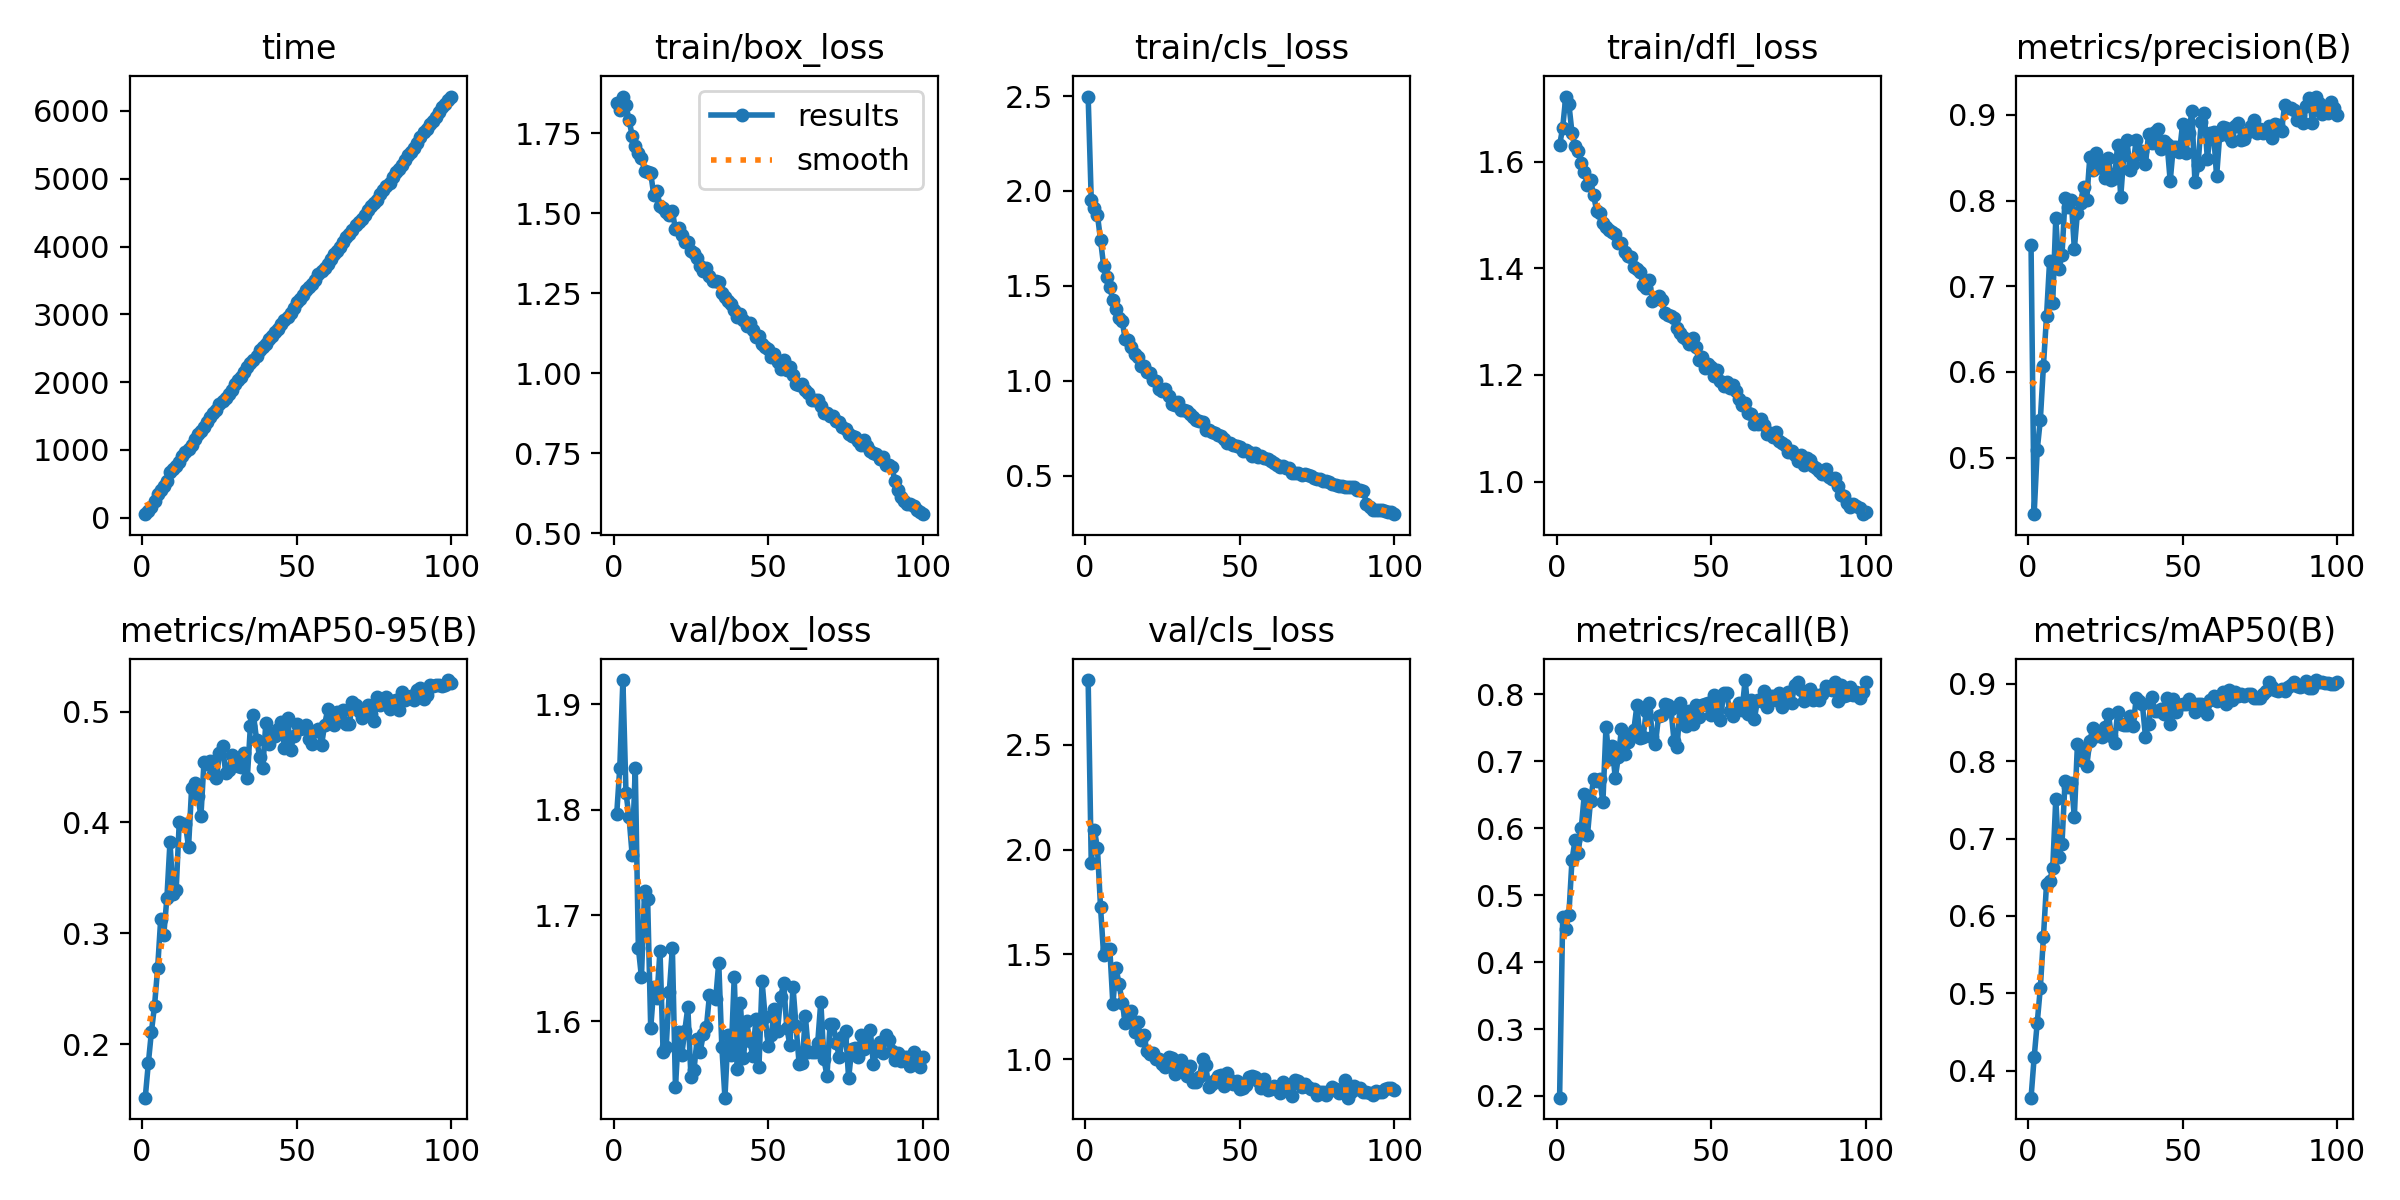 time
6000
5000
4000
3000
2000
1000
0
0 50 100
train/box_loss
results
smooth
1.75
1.50
1.25
1.00
0.75
0.50
0 50 100
train/cls_loss
2.5
2.0
1.5
1.0
0.5
0 50 100
train/dfl_loss
1.6
1.4
1.2
1.0
0 50 100
metrics/precision(B)
0.9
0.8
0.7
0.6
0.5
0 50 100
metrics/mAP50-95(B)
0.5
0.4
0.3
0.2
0 50 100
val/box_loss
1.9
1.8
1.7
1.6
0 50 100
val/cls_loss
2.5
2.0
1.5
1.0
0 50 100
metrics/recall(B)
0.8
0.7
0.6
0.5
0.4
0.3
0.2
0 50 100
metrics/mAP50(B)
0.9
0.8
0.7
0.6
0.5
0.4
0 50 100